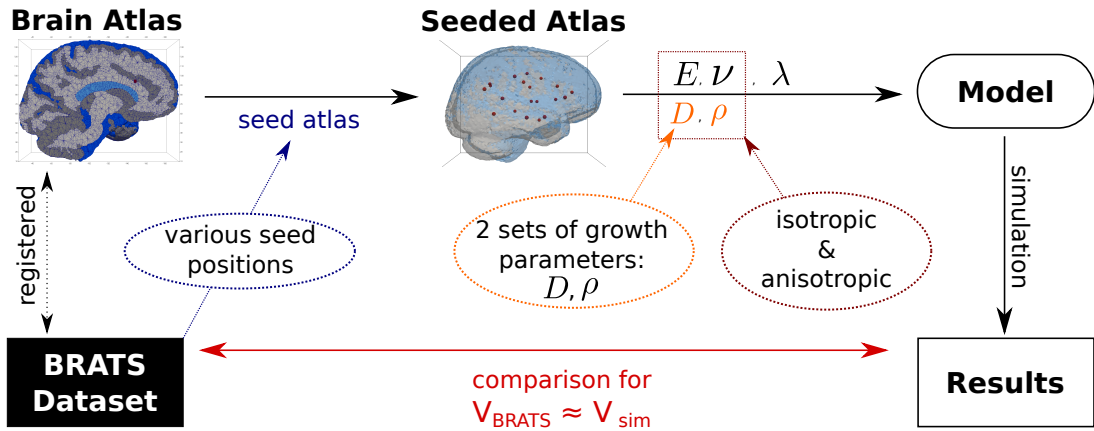 Brain Atlas
Seeded Atlas
E, ν, λ
D, ρ
Model
seed atlas
registered
various seed
positions
2 sets of growth
parameters:
D, ρ
isotropic
&
anisotropic
simulation
BRATS
Dataset
comparison for
V_BRATS ≈ V_sim
Results